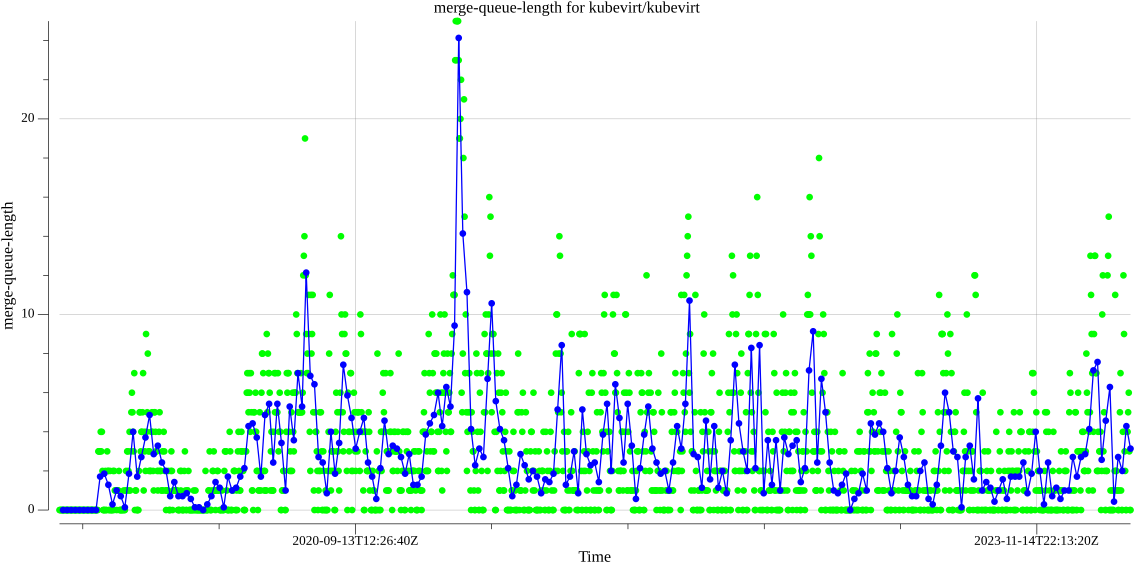 merge-queue-length for kubevirt/kubevirt
20
merge-queue-length
10
0
2020-09-13T12:26:40Z
2023-11-14T22:13:20Z
Time